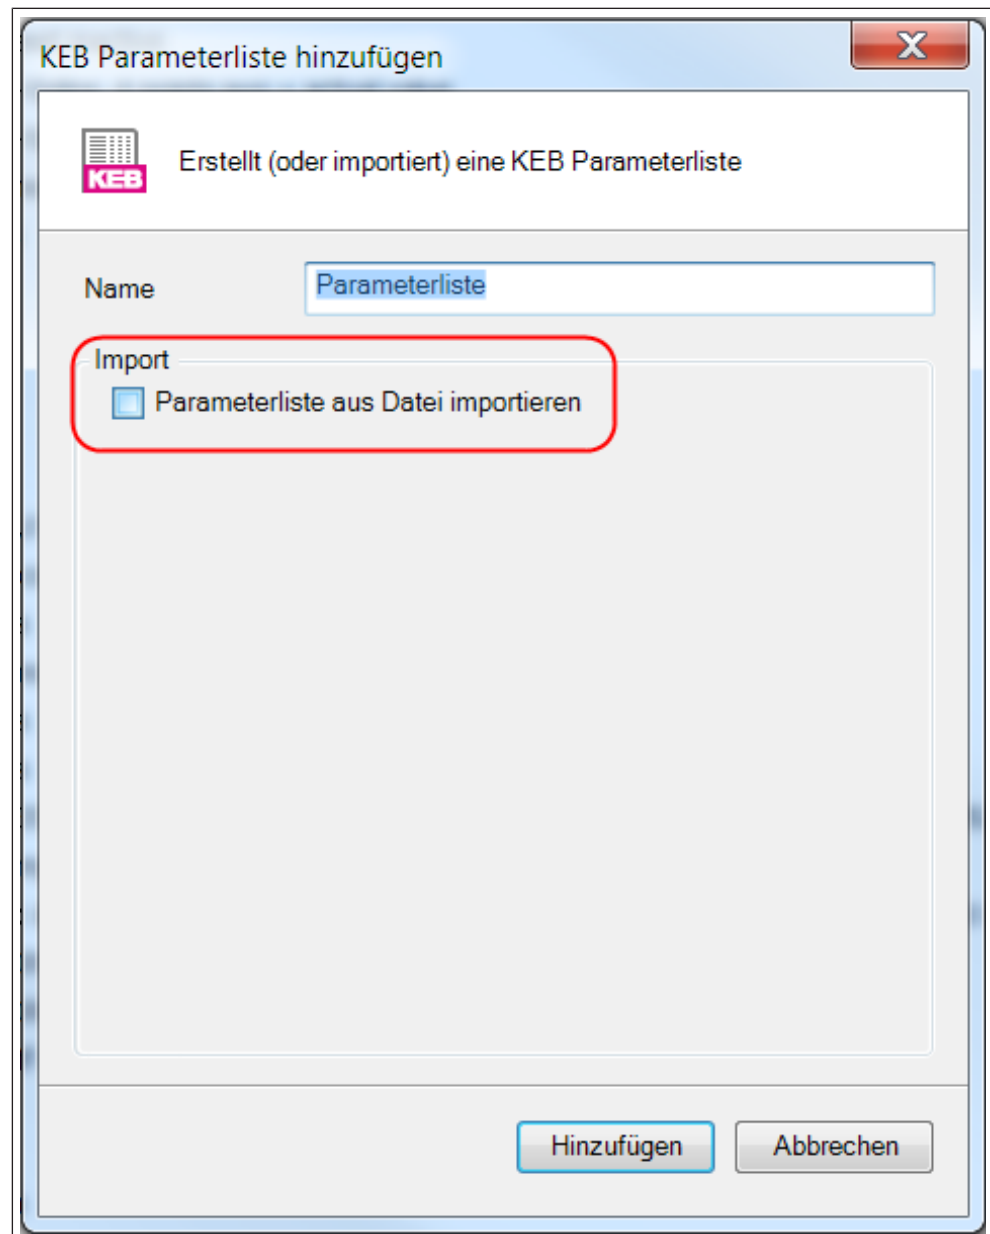 KEB Parameterliste hinzufügen
KEB
Erstellt (oder importiert) eine KEB Parameterliste
Name
Parameterliste
Import
Parameterliste aus Datei importieren
Hinzufügen
Abbrechen